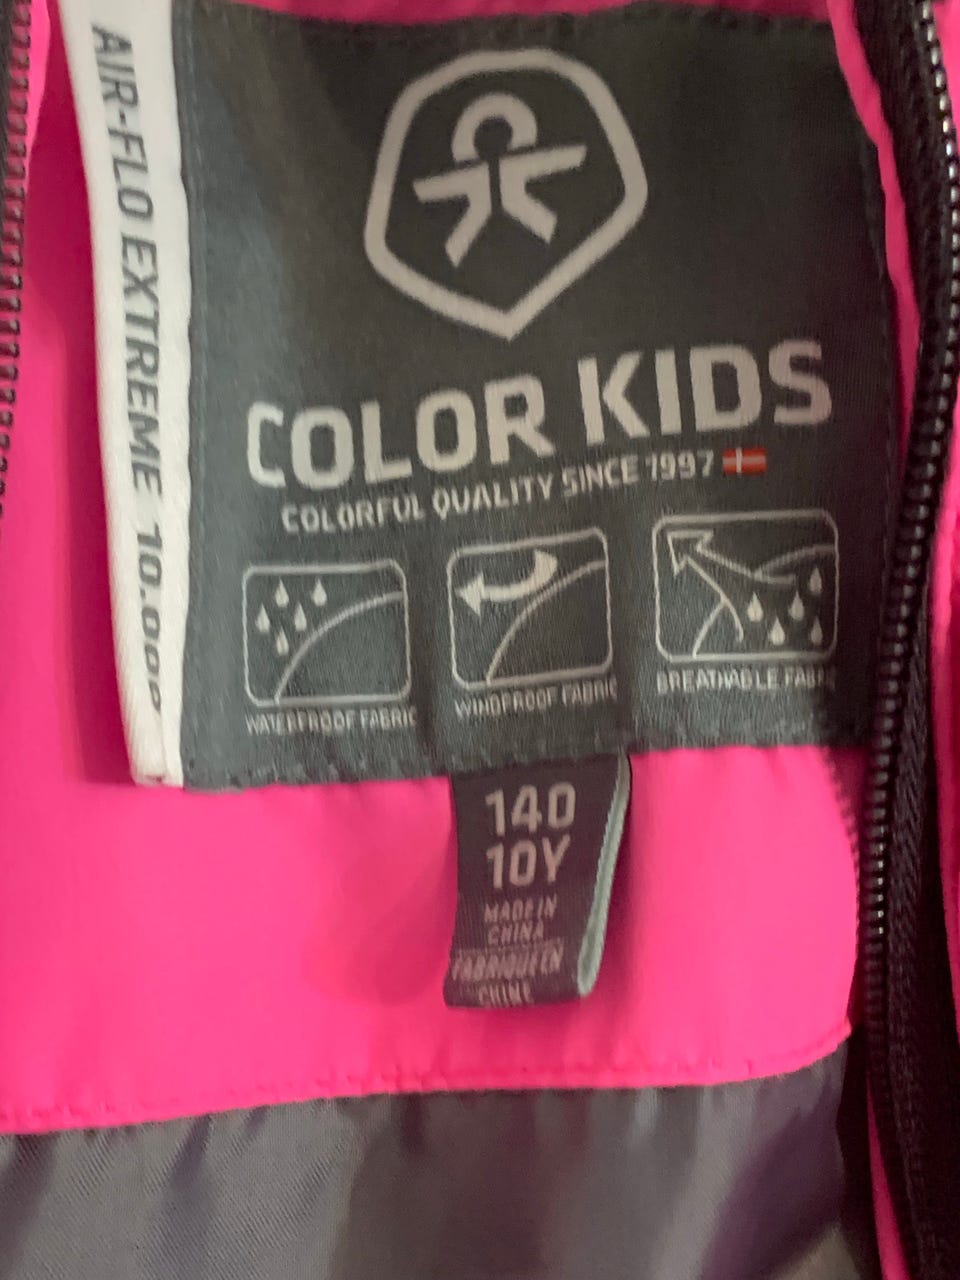 AIR-FLO EXTREME 10.000
COLOR KIDS
COLORFUL QUALITY SINCE 1997
WATERPROOF FABRIC
WINDPROOF FABRIC
BREATHABLE FABRIC
140
10Y
MADE IN
CHINA
FABRIQUE EN
CHINE